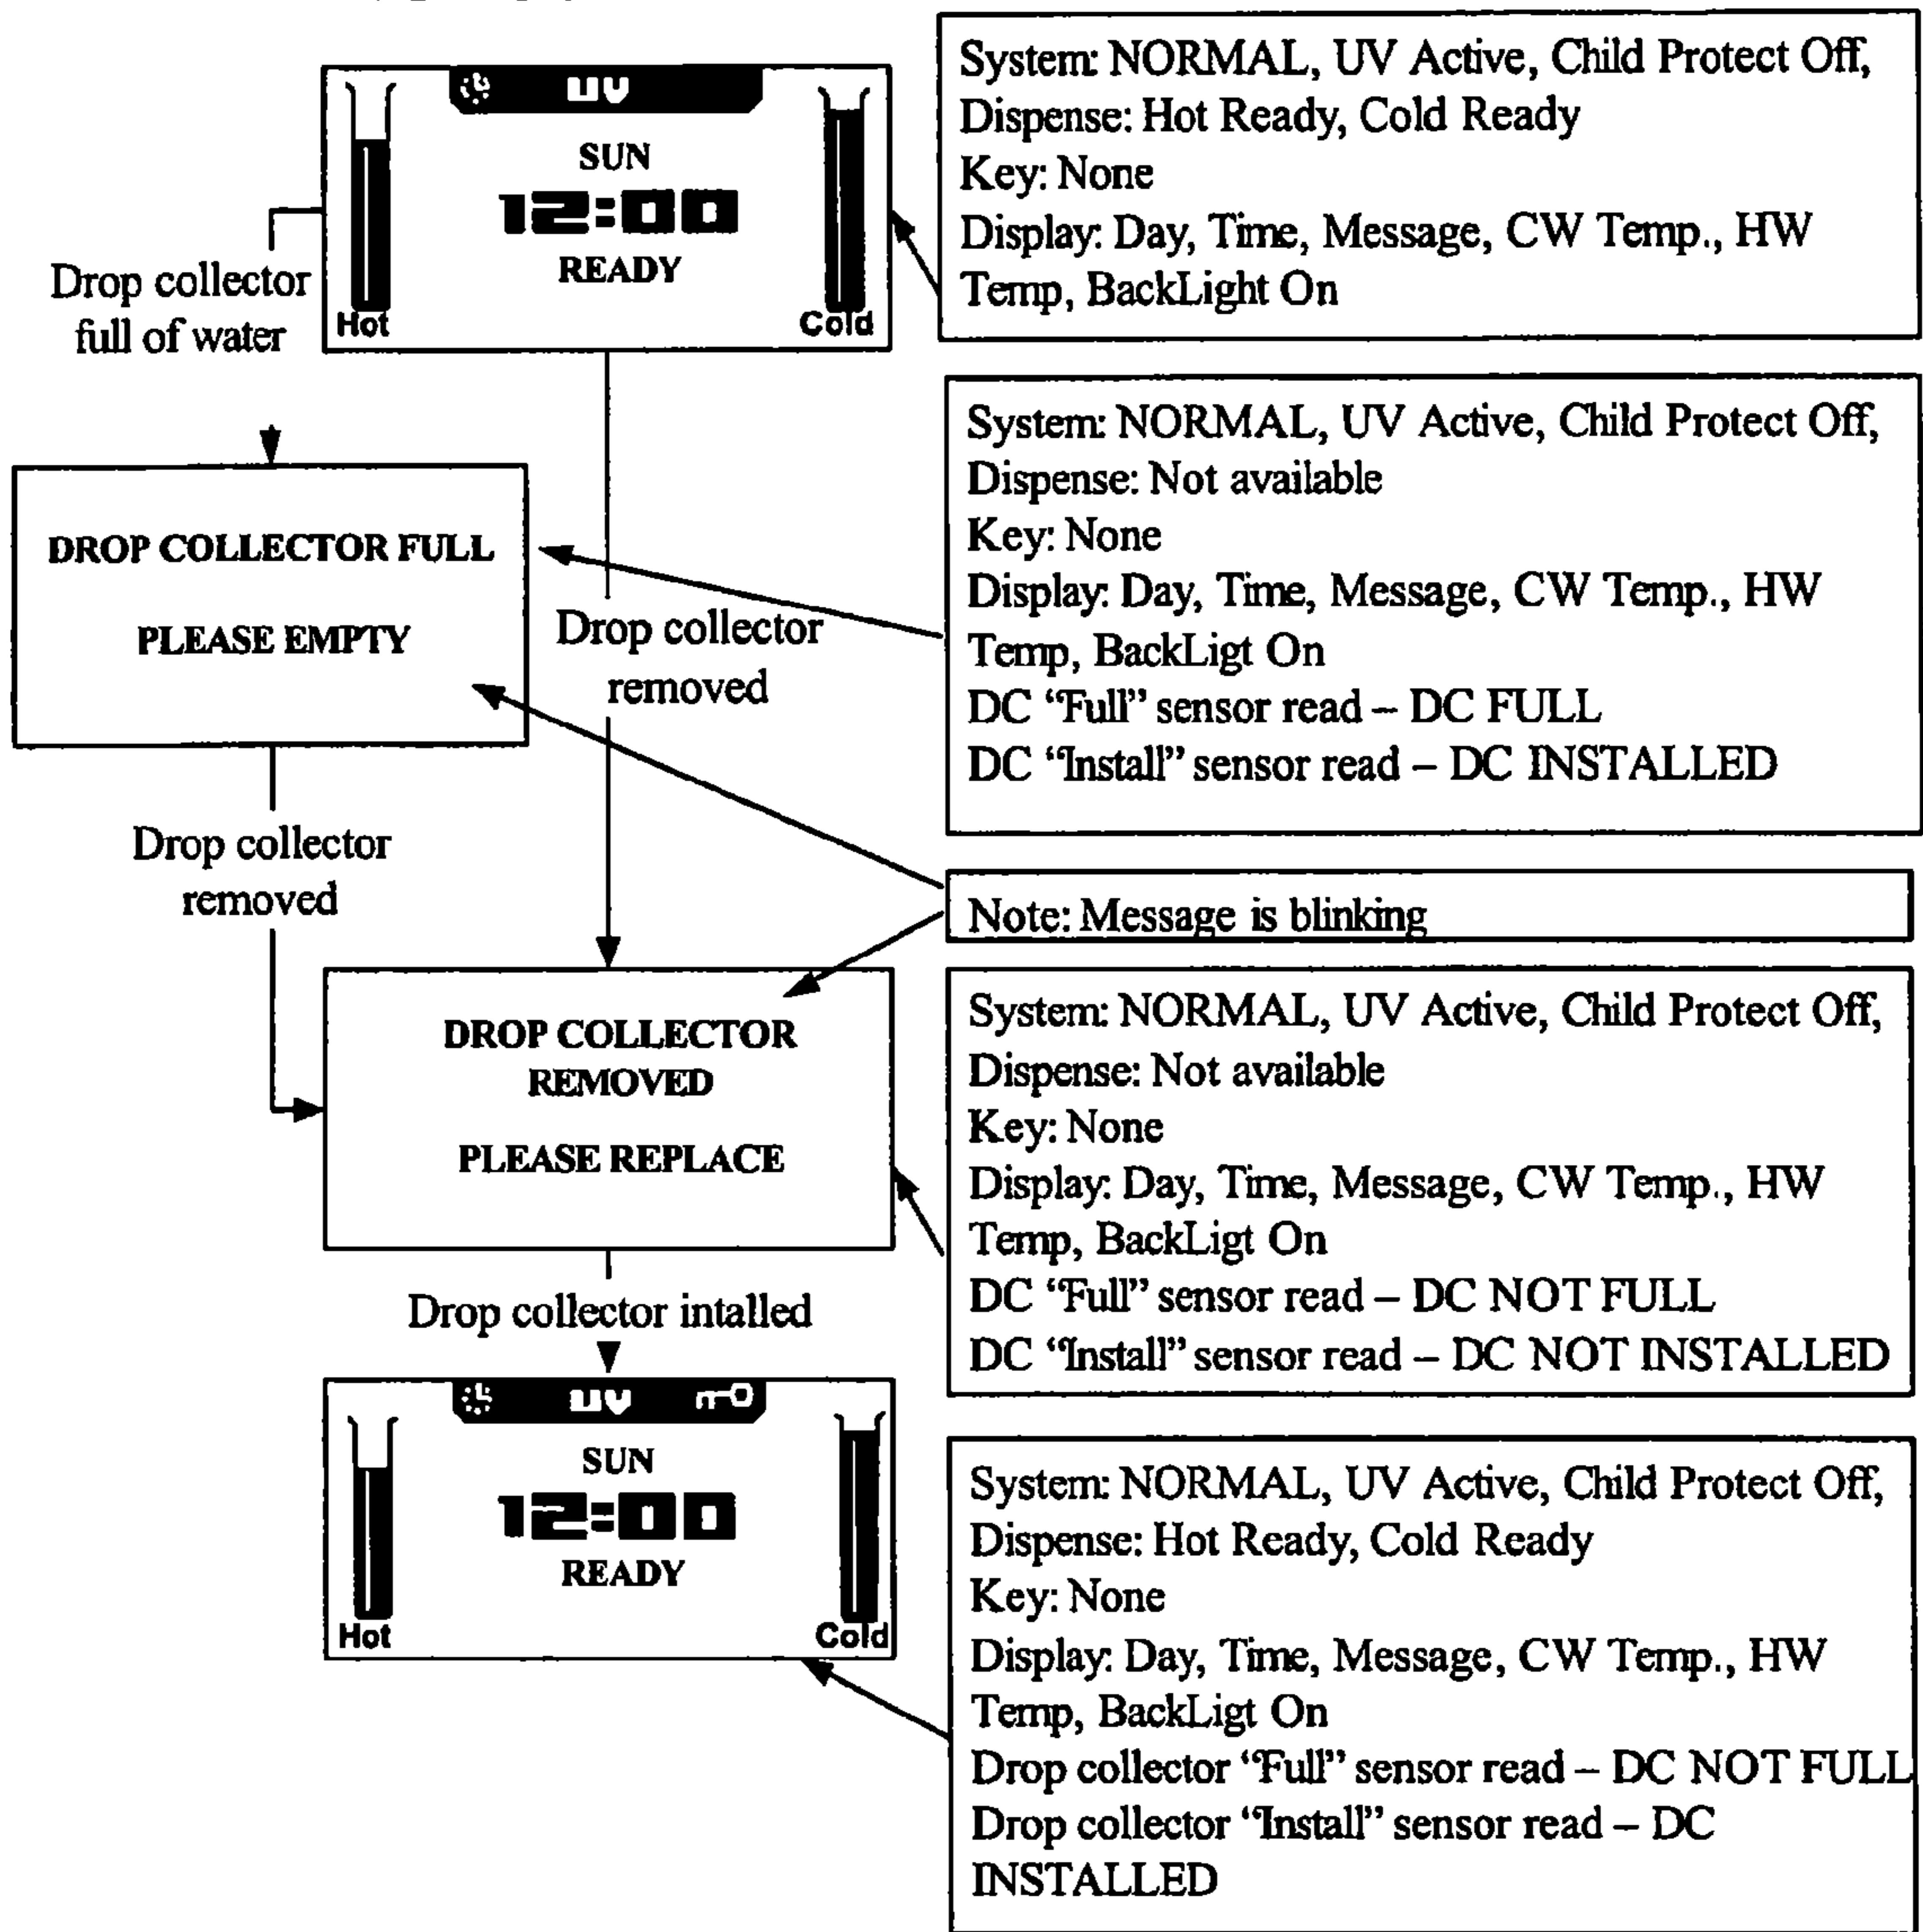 UV
SUN
12:00
READY
Hot
Cold
System: NORMAL, UV Active, Child Protect Off,
Dispense: Hot Ready, Cold Ready
Key: None
Display: Day, Time, Message, CW Temp., HW
Temp, BackLight On
Drop collector
full of water
DROP COLLECTOR FULL
PLEASE EMPTY
Drop collector
removed
System: NORMAL, UV Active, Child Protect Off,
Dispense: Not available
Key: None
Display: Day, Time, Message, CW Temp., HW
Temp, BackLigt On
DC “Full” sensor read – DC FULL
DC “Install” sensor read – DC INSTALLED
Drop collector
removed
Note: Message is blinking
DROP COLLECTOR
REMOVED
PLEASE REPLACE
System: NORMAL, UV Active, Child Protect Off,
Dispense: Not available
Key: None
Display: Day, Time, Message, CW Temp., HW
Temp, BackLigt On
DC “Full” sensor read – DC NOT FULL
DC “Install” sensor read – DC NOT INSTALLED
Drop collector intalled
UV
SUN
12:00
READY
Hot
Cold
System: NORMAL, UV Active, Child Protect Off,
Dispense: Hot Ready, Cold Ready
Key: None
Display: Day, Time, Message, CW Temp., HW
Temp, BackLigt On
Drop collector “Full” sensor read – DC NOT FULL
Drop collector “Install” sensor read – DC
INSTALLED